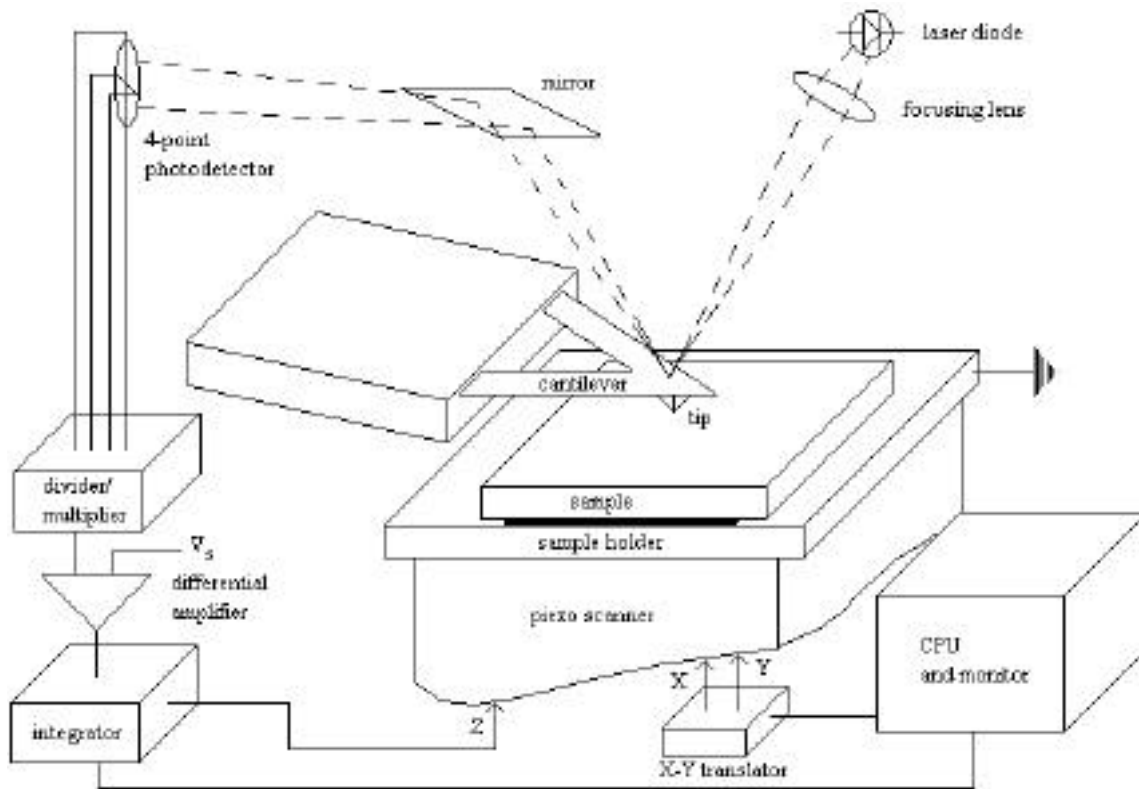 laser diode
mirror
focusing lens
4-point
photodetector
cantilever
tip
divider/
multiplier
sample
sample holder
Vs
differential
amplifier
piezo scanner
CPU
and monitor
X
Y
Z
integrator
X-Y translator